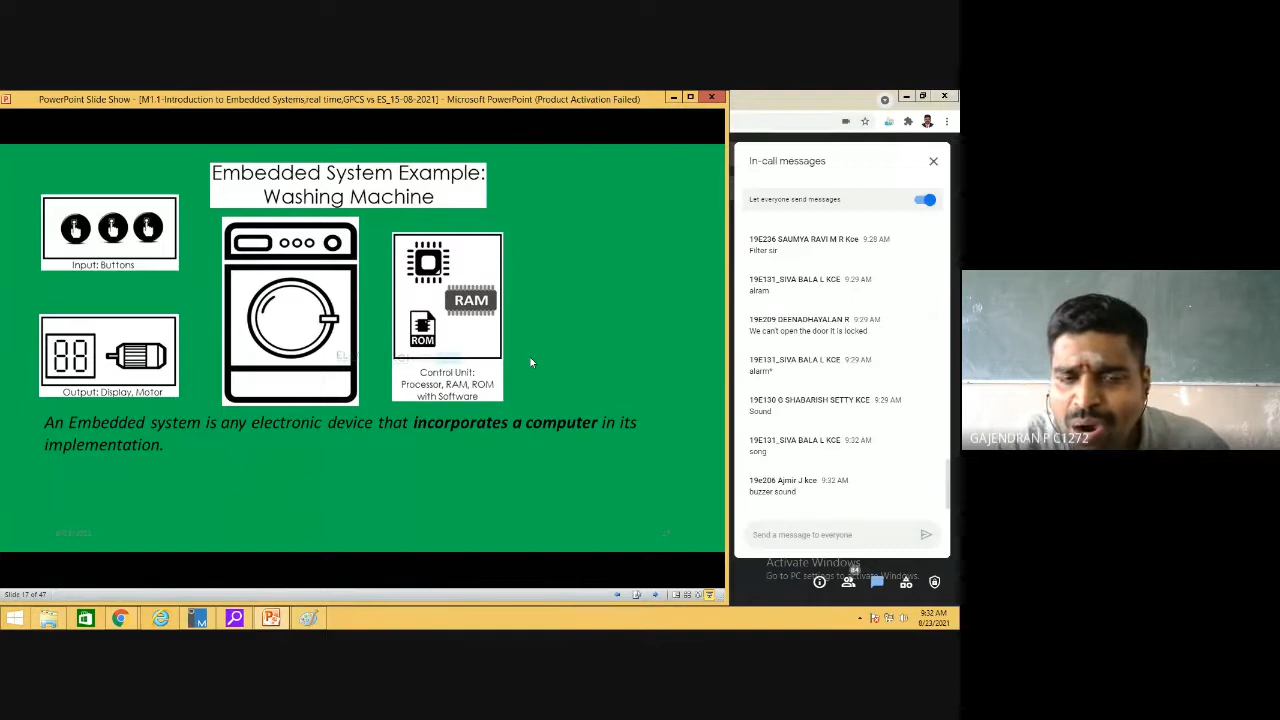 PowerPoint Slide Show - [M1.1-Introduction to Embedded Systems,real time,GPCS vs ES_15-08-2021] - Microsoft PowerPoint (Product Activation Failed)
Embedded System Example:
Washing Machine
Input: Buttons
RAM
ROM
Output: Display, Motor
Control Unit:
Processor, RAM, ROM
with Software
An Embedded system is any electronic device that incorporates a computer in its
implementation.
17
Slide 17 of 47
In-call messages
Let everyone send messages
19E236 SAUMYA RAVI M R Kce 9:28 AM
Filter sir
19E131_SIVA BALA L KCE 9:29 AM
alram
19E209 DEENADHAYALAN R 9:29 AM
We can't open the door it is locked
19E131_SIVA BALA L KCE 9:29 AM
alarm*
19E130 G SHABARISH SETTY KCE 9:29 AM
Sound
19E131_SIVA BALA L KCE 9:32 AM
song
19e206 Ajmir J kce 9:32 AM
buzzer sound
Send a message to everyone
Activate Windows
Go to PC settings to activate Windows.
84
9:32 AM
8/23/2021
GAJENDRAN P C1272